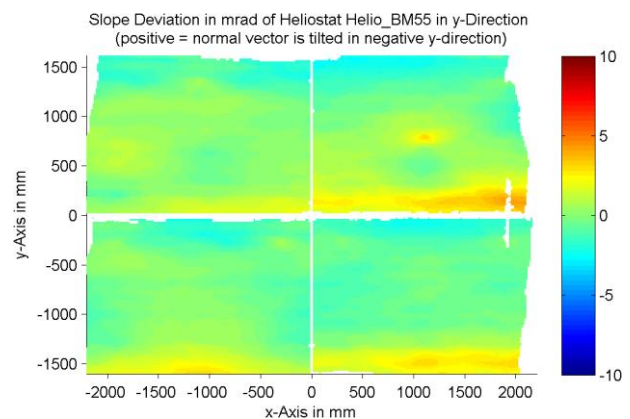 Slope Deviation in mrad of Heliostat Helio_BM55 in y-Direction
(positive = normal vector is tilted in negative y-direction)
1500
1000
500
0
-500
-1000
-1500
y-Axis in mm
-2000 -1500 -1000 -500 0 500 1000 1500 2000
x-Axis in mm
10
5
0
-5
-10